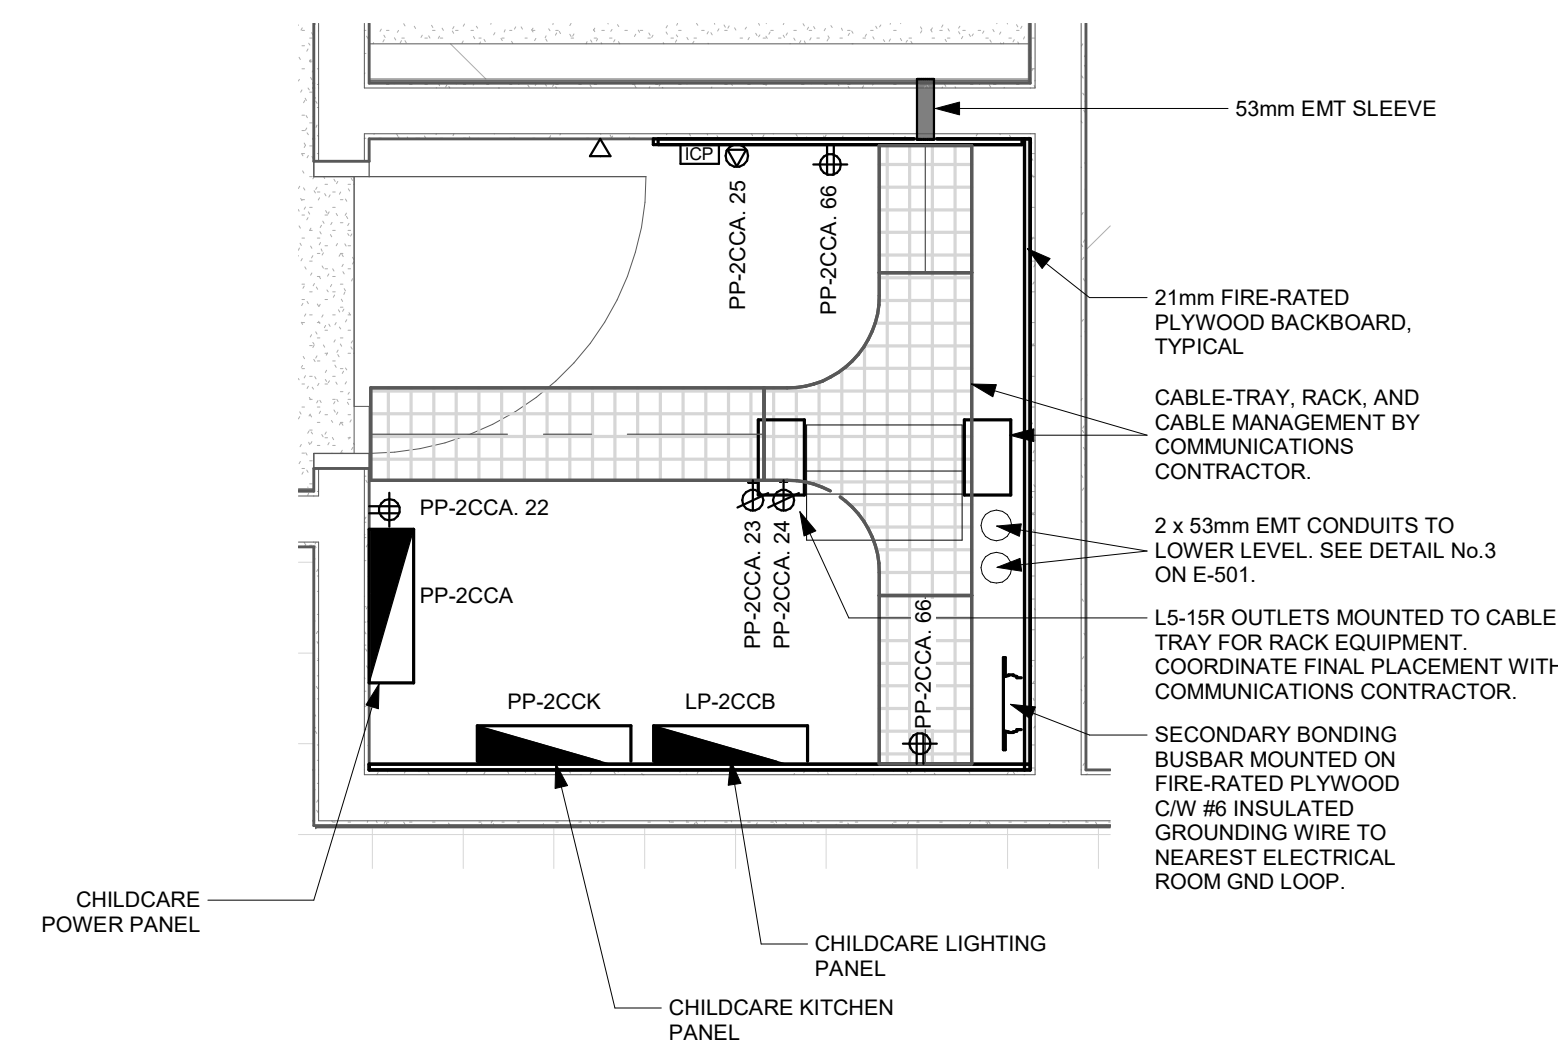 53mm EMT SLEEVE
ICP
PP-2CCA. 25
PP-2CCA. 66
21mm FIRE-RATED
PLYWOOD BACKBOARD,
TYPICAL
CABLE-TRAY, RACK, AND
CABLE MANAGEMENT BY
COMMUNICATIONS
CONTRACTOR.
PP-2CCA. 22
PP-2CCA
PP-2CCA. 23
PP-2CCA. 24
2 x 53mm EMT CONDUITS TO
LOWER LEVEL. SEE DETAIL No.3
ON E-501.
PP-2CCA. 66
L5-15R OUTLETS MOUNTED TO CABLE
TRAY FOR RACK EQUIPMENT.
COORDINATE FINAL PLACEMENT WITH
COMMUNICATIONS CONTRACTOR.
PP-2CCK
LP-2CCB
SECONDARY BONDING
BUSBAR MOUNTED ON
FIRE-RATED PLYWOOD
C/W #6 INSULATED
GROUNDING WIRE TO
NEAREST ELECTRICAL
ROOM GND LOOP.
CHILDCARE
POWER PANEL
CHILDCARE LIGHTING
PANEL
CHILDCARE KITCHEN
PANEL